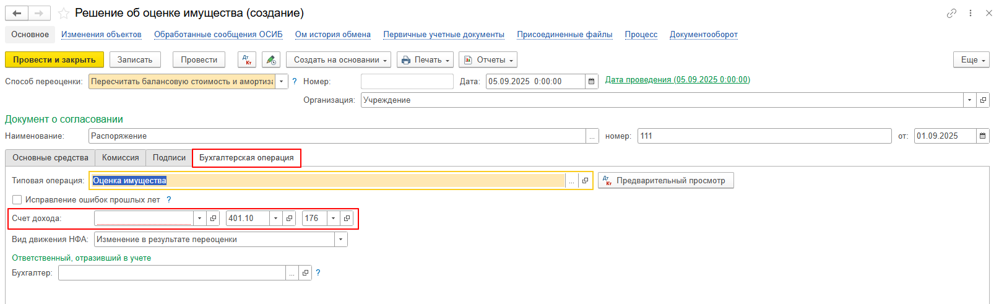 Решение об оценке имущества (создание)
Основное Изменения объектов Обработанные сообщения ОСИБ Ом история обмена Первичные учетные документы Присоединенные файлы Процесс Документооборот
Провести и закрыть Записать Провести Дт Кт Создать на основании Печать Отчеты Еще
Способ переоценки: Пересчитать балансовую стоимость и амортиза ? Номер: Дата: 05.09.2025 0:00:00 Дата проведения (05.09.2025 0:00:00)
Организация: Учреждение
Документ о согласовании
Наименование: Распоряжение ... номер: 111 от: 01.09.2025
Основные средства Комиссия Подписи Бухгалтерская операция
Типовая операция: Оценка имущества ... Дт Кт Предварительный просмотр
Исправление ошибок прошлых лет ?
Счет дохода: 401.10 176
Вид движения НФА: Изменение в результате переоценки
Ответственный, отразивший в учете
Бухгалтер: ... ?